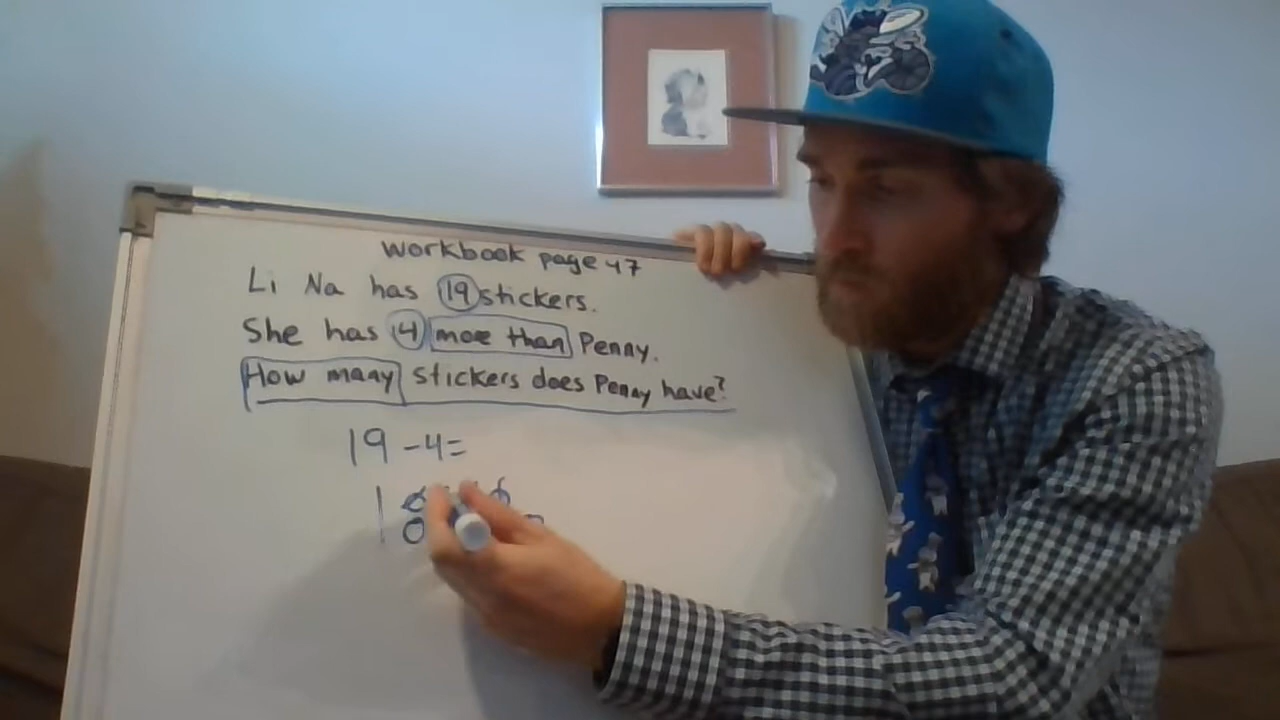 workbook page 47
Li Na has 19 stickers.
She has 4 more than Penny.
How many stickers does Penny have?
19 - 4 =